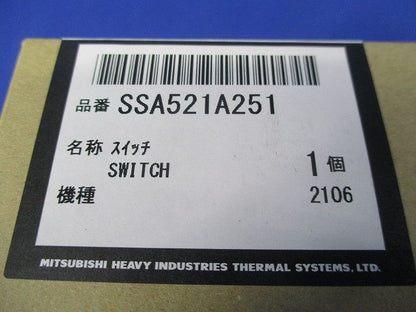 品番 SSA521A251
名称 スイッチ
SWITCH 1個
機種 2106
MITSUBISHI HEAVY INDUSTRIES THERMAL SYSTEMS, LTD.